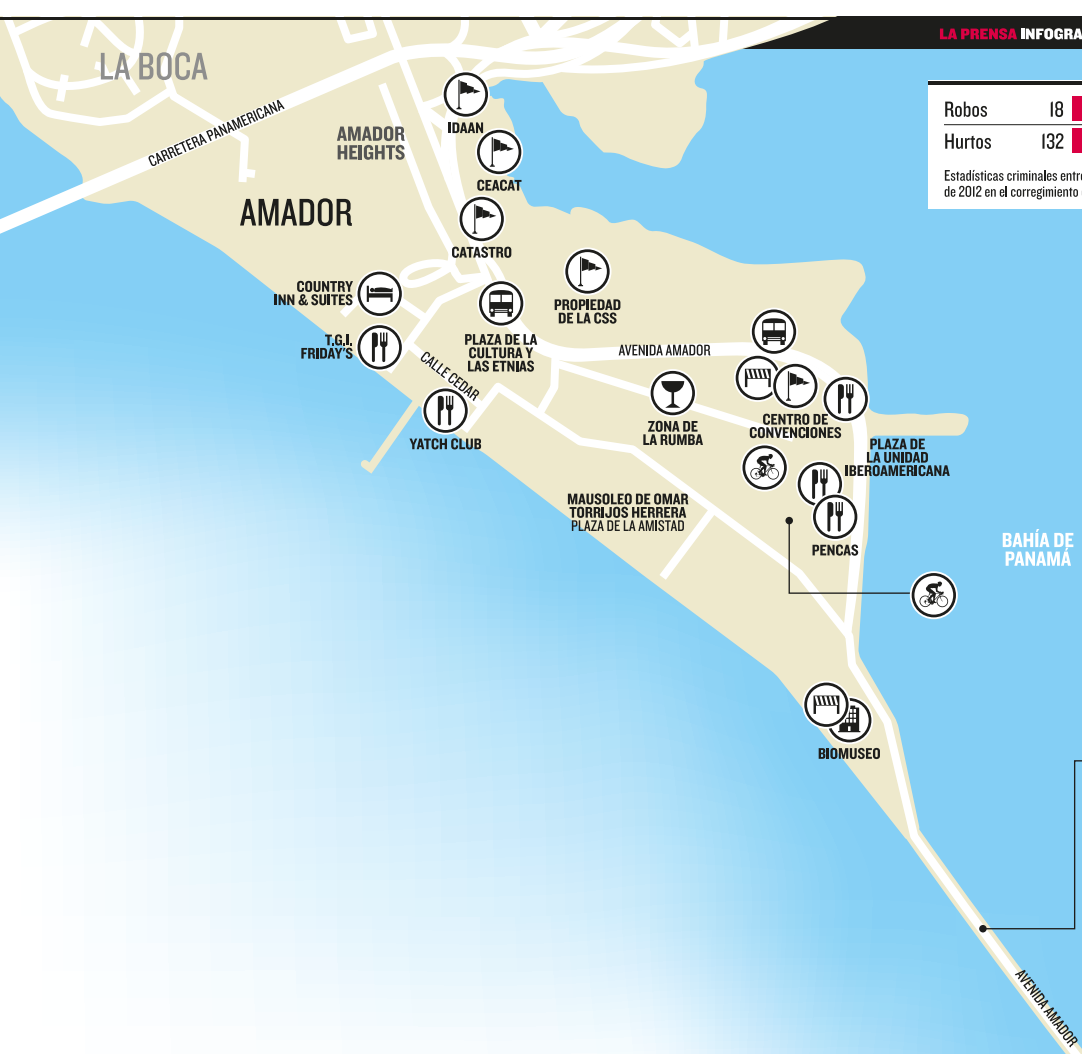 LA PRENSA INFOGRA
LA BOCA
Robos 18
Hurtos 132
Estadísticas criminales entre
de 2012 en el corregimiento
CARRETERA PANAMERICANA
AMADOR
HEIGHTS
IDAAN
CEACAT
AMADOR
CATASTRO
COUNTRY
INN & SUITES
PROPIEDAD
DE LA CSS
T.G.I.
FRIDAY'S
PLAZA DE LA
CULTURA Y
LAS ETNIAS
AVENIDA AMADOR
CALLE CEDAR
YATCH CLUB
ZONA DE
LA RUMBA
CENTRO DE
CONVENCIONES
PLAZA DE
LA UNIDAD
IBEROAMERICANA
MAUSOLEO DE OMAR
TORRIJOS HERRERA
PLAZA DE LA AMISTAD
PENCAS
BAHÍA DE
PANAMÁ
BIOMUSEO
AVENIDA AMADOR